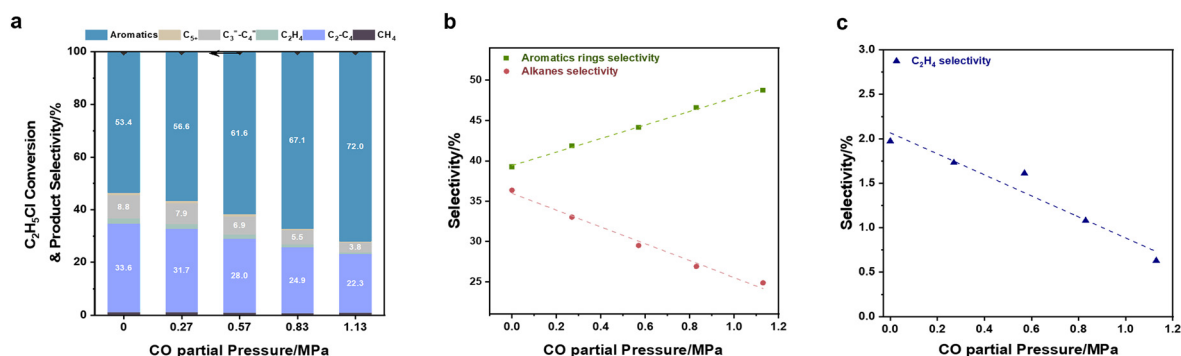 a
Aromatics C₅₊ C₃⁼-C₄⁼ C₂H₄ C₂-C₄ CH₄
C₂H₅Cl Conversion
& Product Selectivity/%
100
80
60
40
20
0
53.4 56.6 61.6 67.1 72.0
8.8 7.9 6.9 5.5 3.8
33.6 31.7 28.0 24.9 22.3
0 0.27 0.57 0.83 1.13
CO partial Pressure/MPa
b
Aromatics rings selectivity
Alkanes selectivity
Selectivity/%
50
45
40
35
30
25
0.0 0.2 0.4 0.6 0.8 1.0 1.2
CO partial Pressure/MPa
c
C₂H₄ selectivity
Selectivity/%
3.0
2.5
2.0
1.5
1.0
0.5
0.0
0.0 0.2 0.4 0.6 0.8 1.0 1.2
CO partial Pressure/MPa